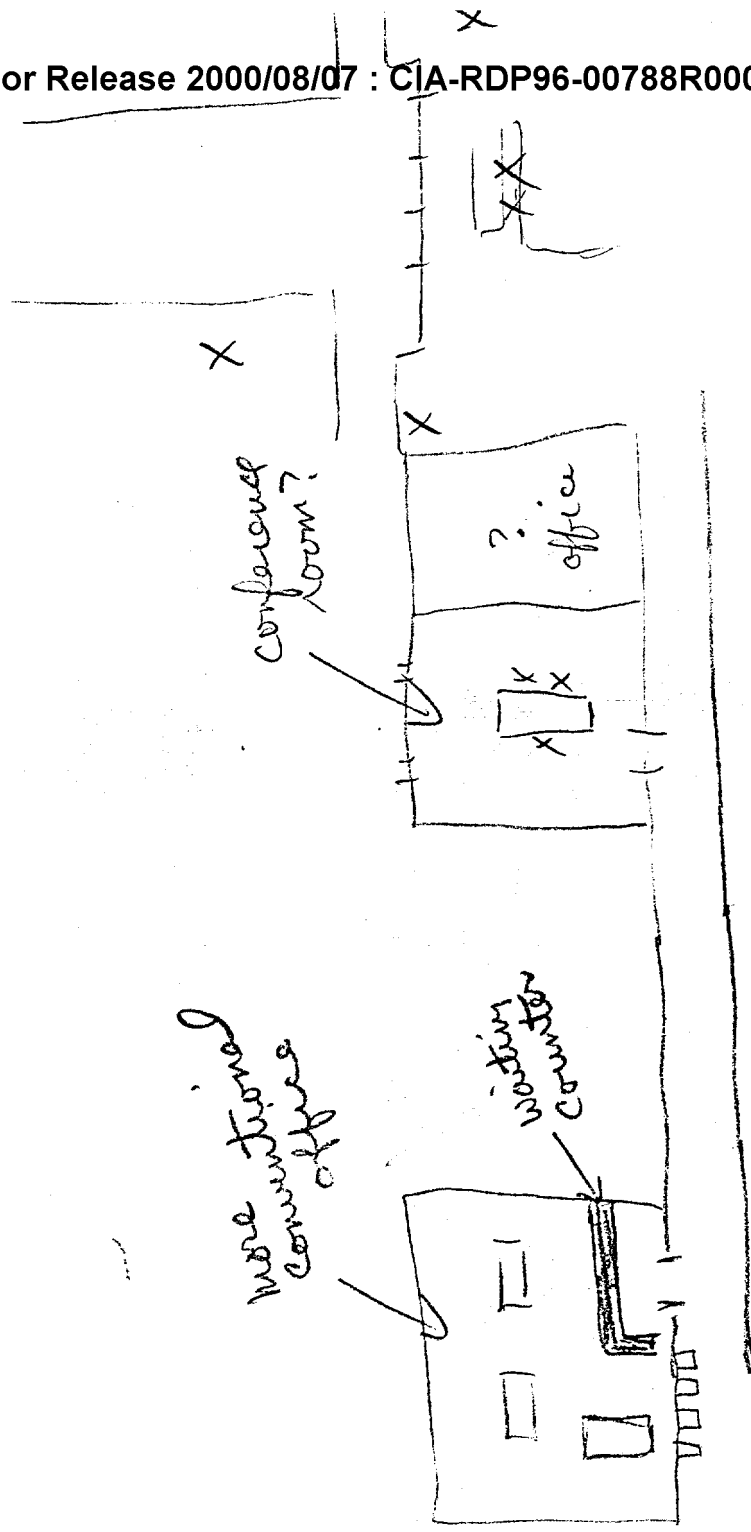 or Release 2000/08/07 : CIA-RDP96-00788R000
X
X
X
X
X
conference
room?
?
office
X
X
X
more
conventional
office
waiting
counter